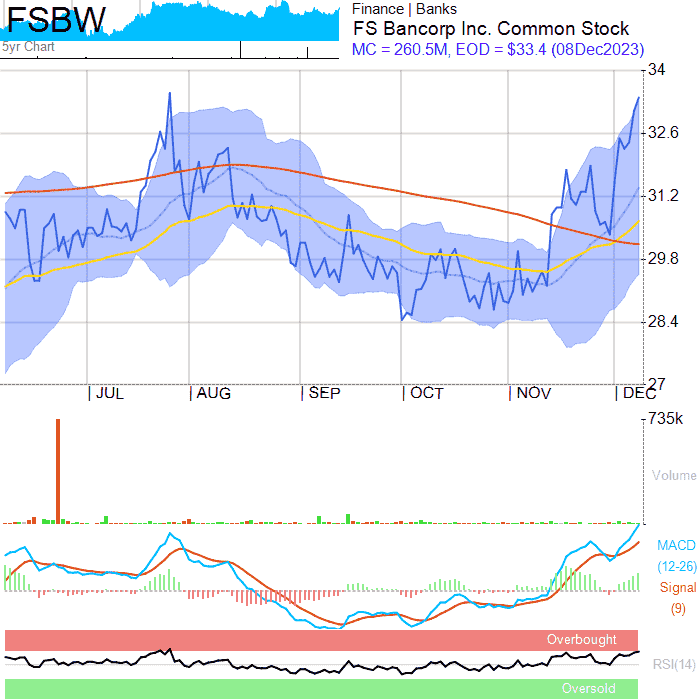 FSBW
Finance | Banks
FS Bancorp Inc. Common Stock
5yr Chart
MC = 260.5M, EOD = $33.4 (08Dec2023)
34
32.6
31.2
29.8
28.4
27
JUL
AUG
SEP
OCT
NOV
DEC
735k
Volume
MACD
(12-26)
Signal
(9)
Overbought
RSI(14)
Oversold